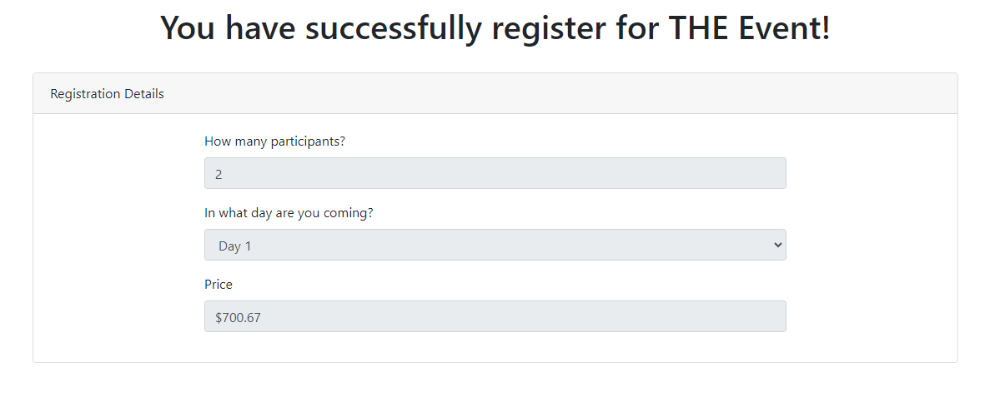 You have successfully register for THE Event!
Registration Details
How many participants?
2
In what day are you coming?
Day 1
Price
$700.67